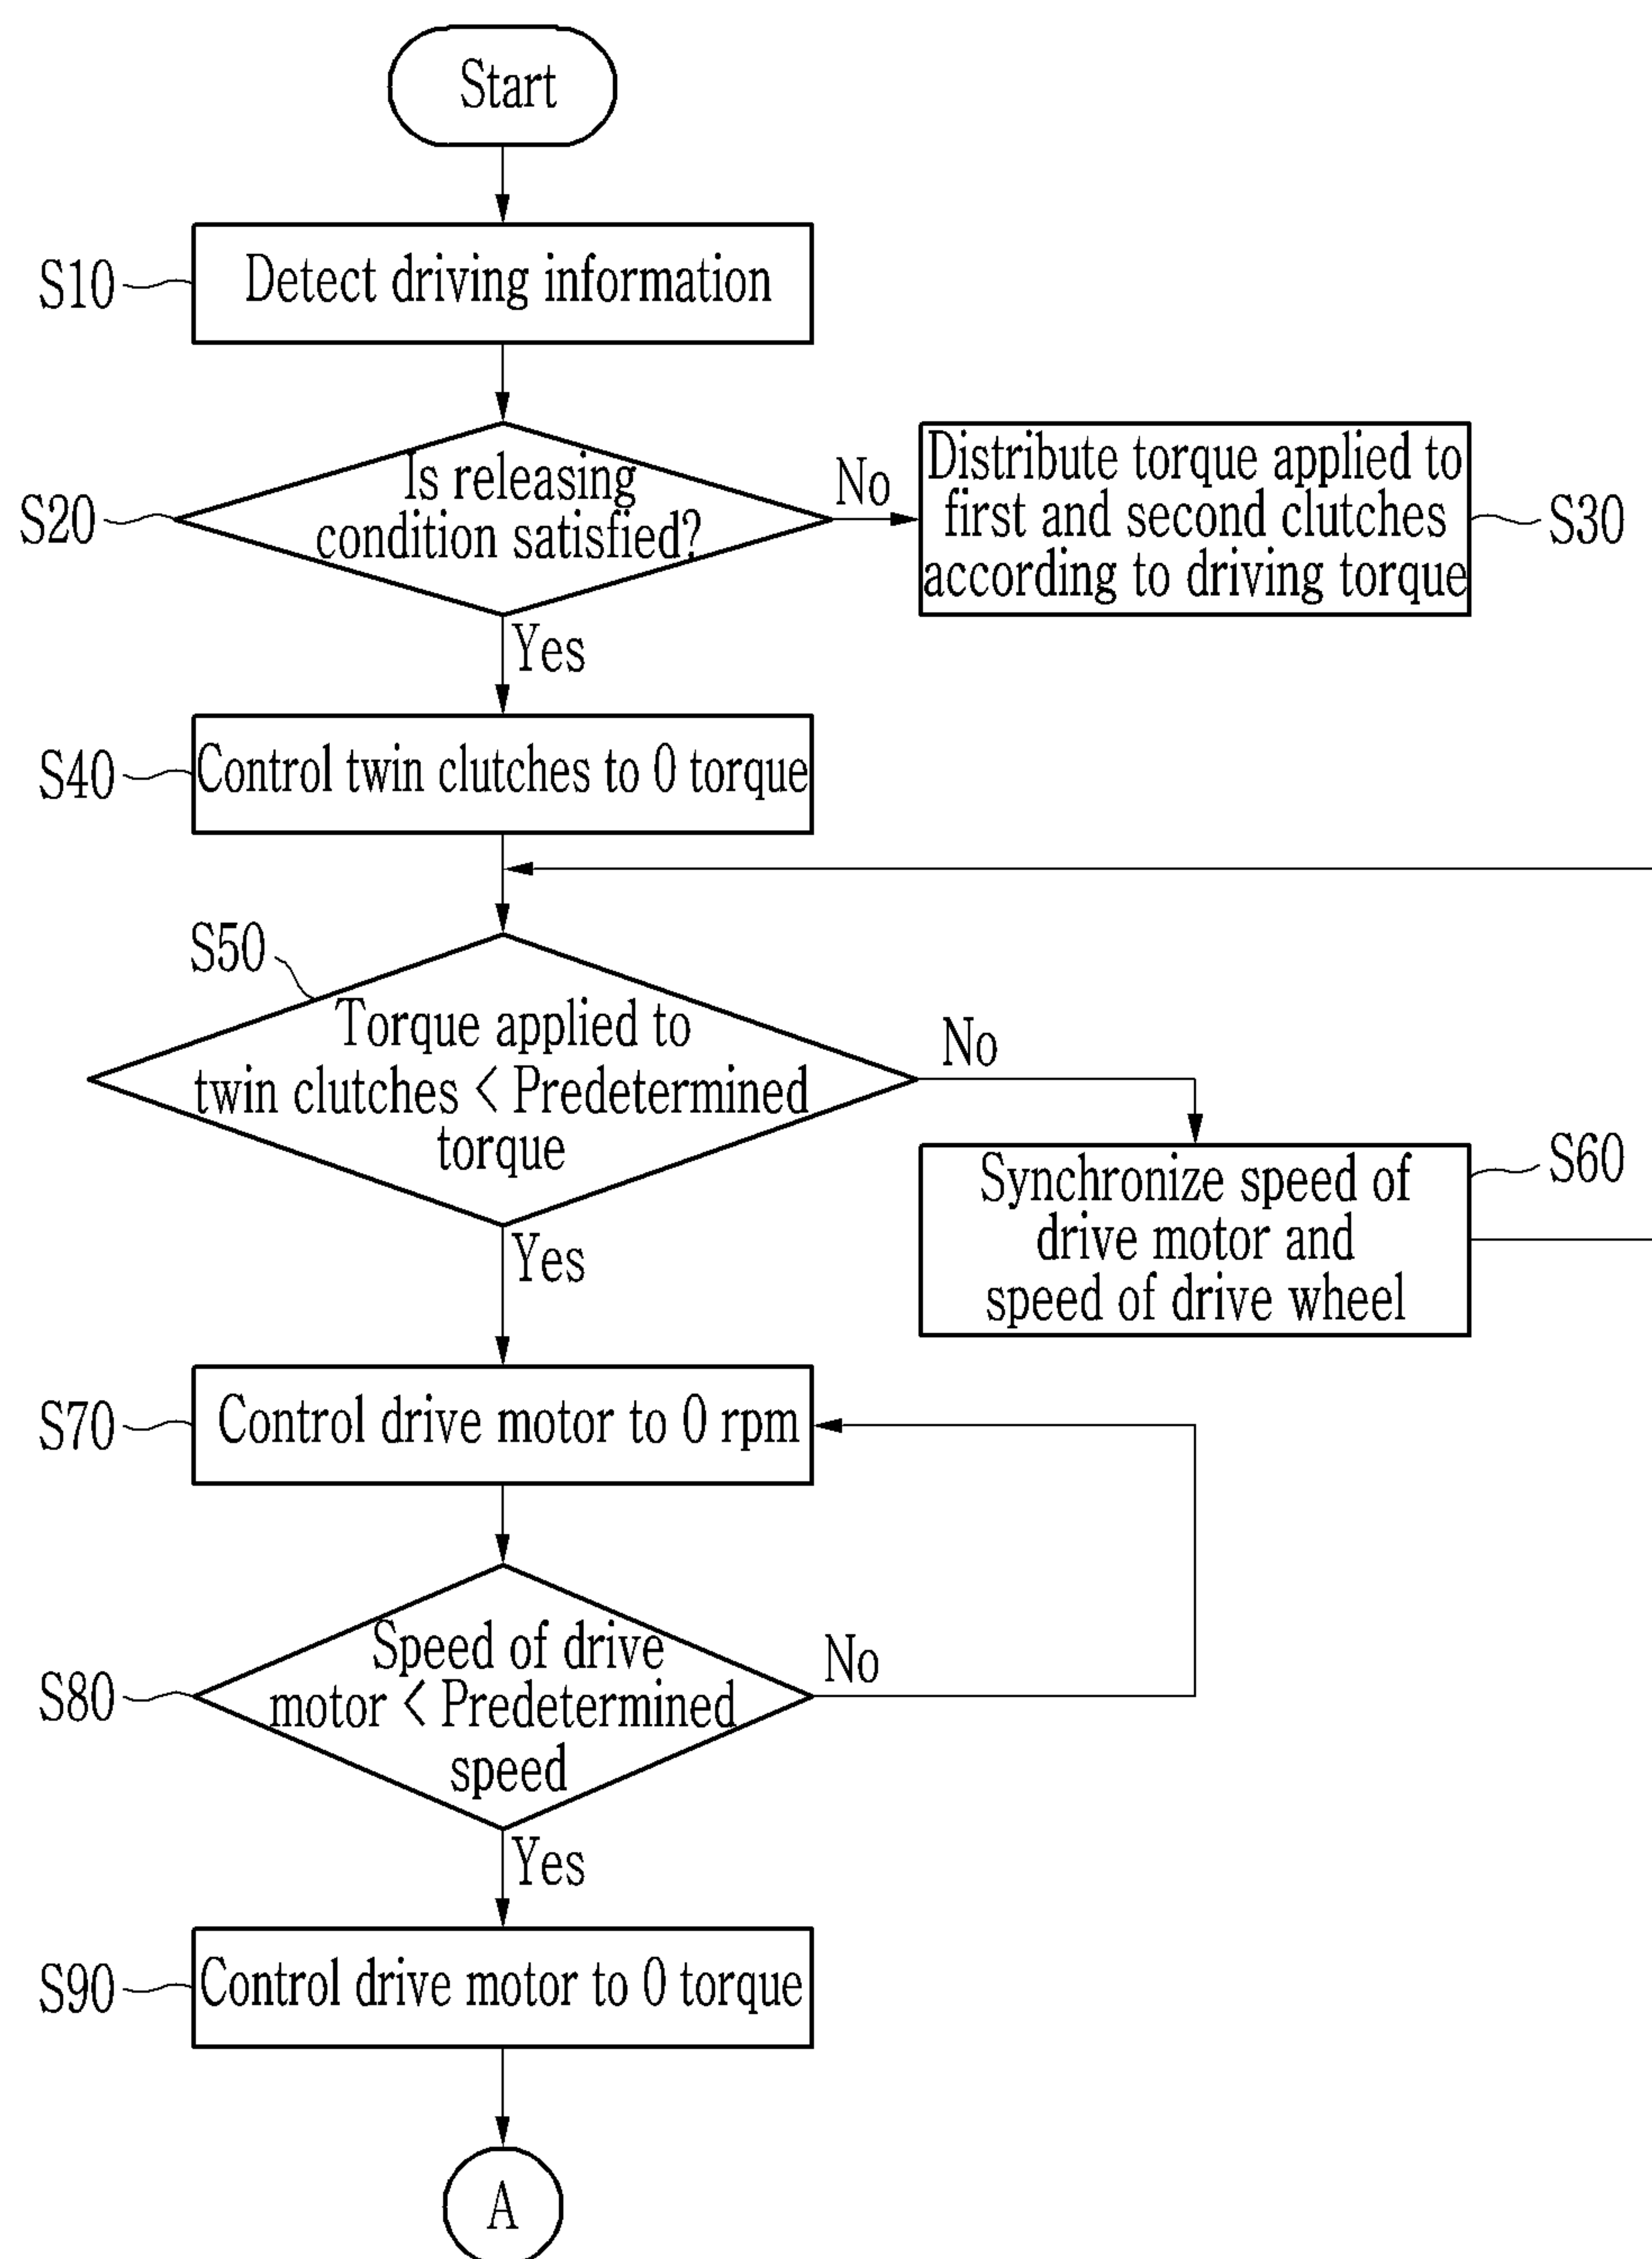 Start
S10
Detect driving information
S20
Is releasing
condition satisfied?
No
Distribute torque applied to
first and second clutches
according to driving torque
S30
Yes
S40
Control twin clutches to 0 torque
S50
Torque applied to
twin clutches < Predetermined
torque
No
S60
Synchronize speed of
drive motor and
speed of drive wheel
Yes
S70
Control drive motor to 0 rpm
S80
Speed of drive
motor < Predetermined
speed
No
Yes
S90
Control drive motor to 0 torque
A